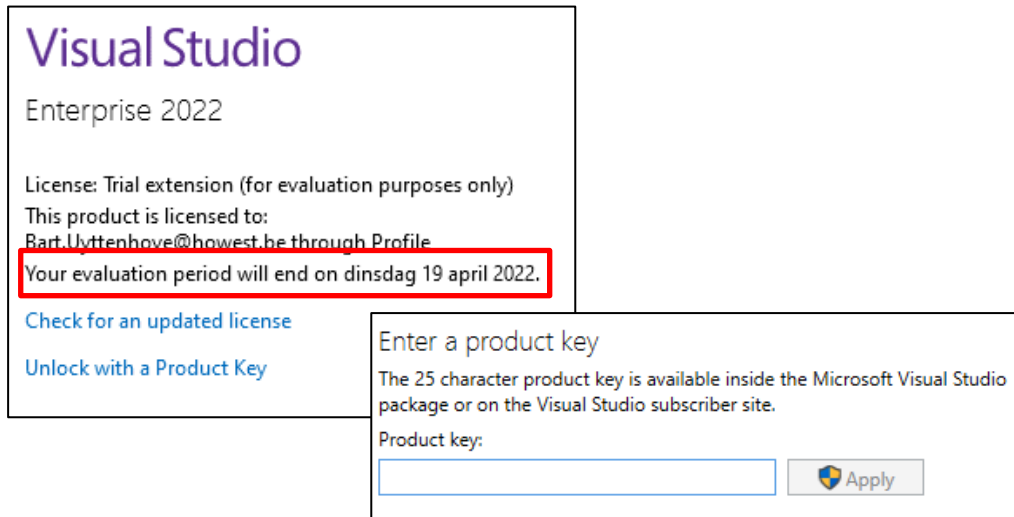 Visual Studio
Enterprise 2022
License: Trial extension (for evaluation purposes only)
This product is licensed to:
Bart.Uyttenhove@howest.be through Profile
Your evaluation period will end on dinsdag 19 april 2022.
Check for an updated license
Unlock with a Product Key
Enter a product key
The 25 character product key is available inside the Microsoft Visual Studio
package or on the Visual Studio subscriber site.
Product key:
Apply